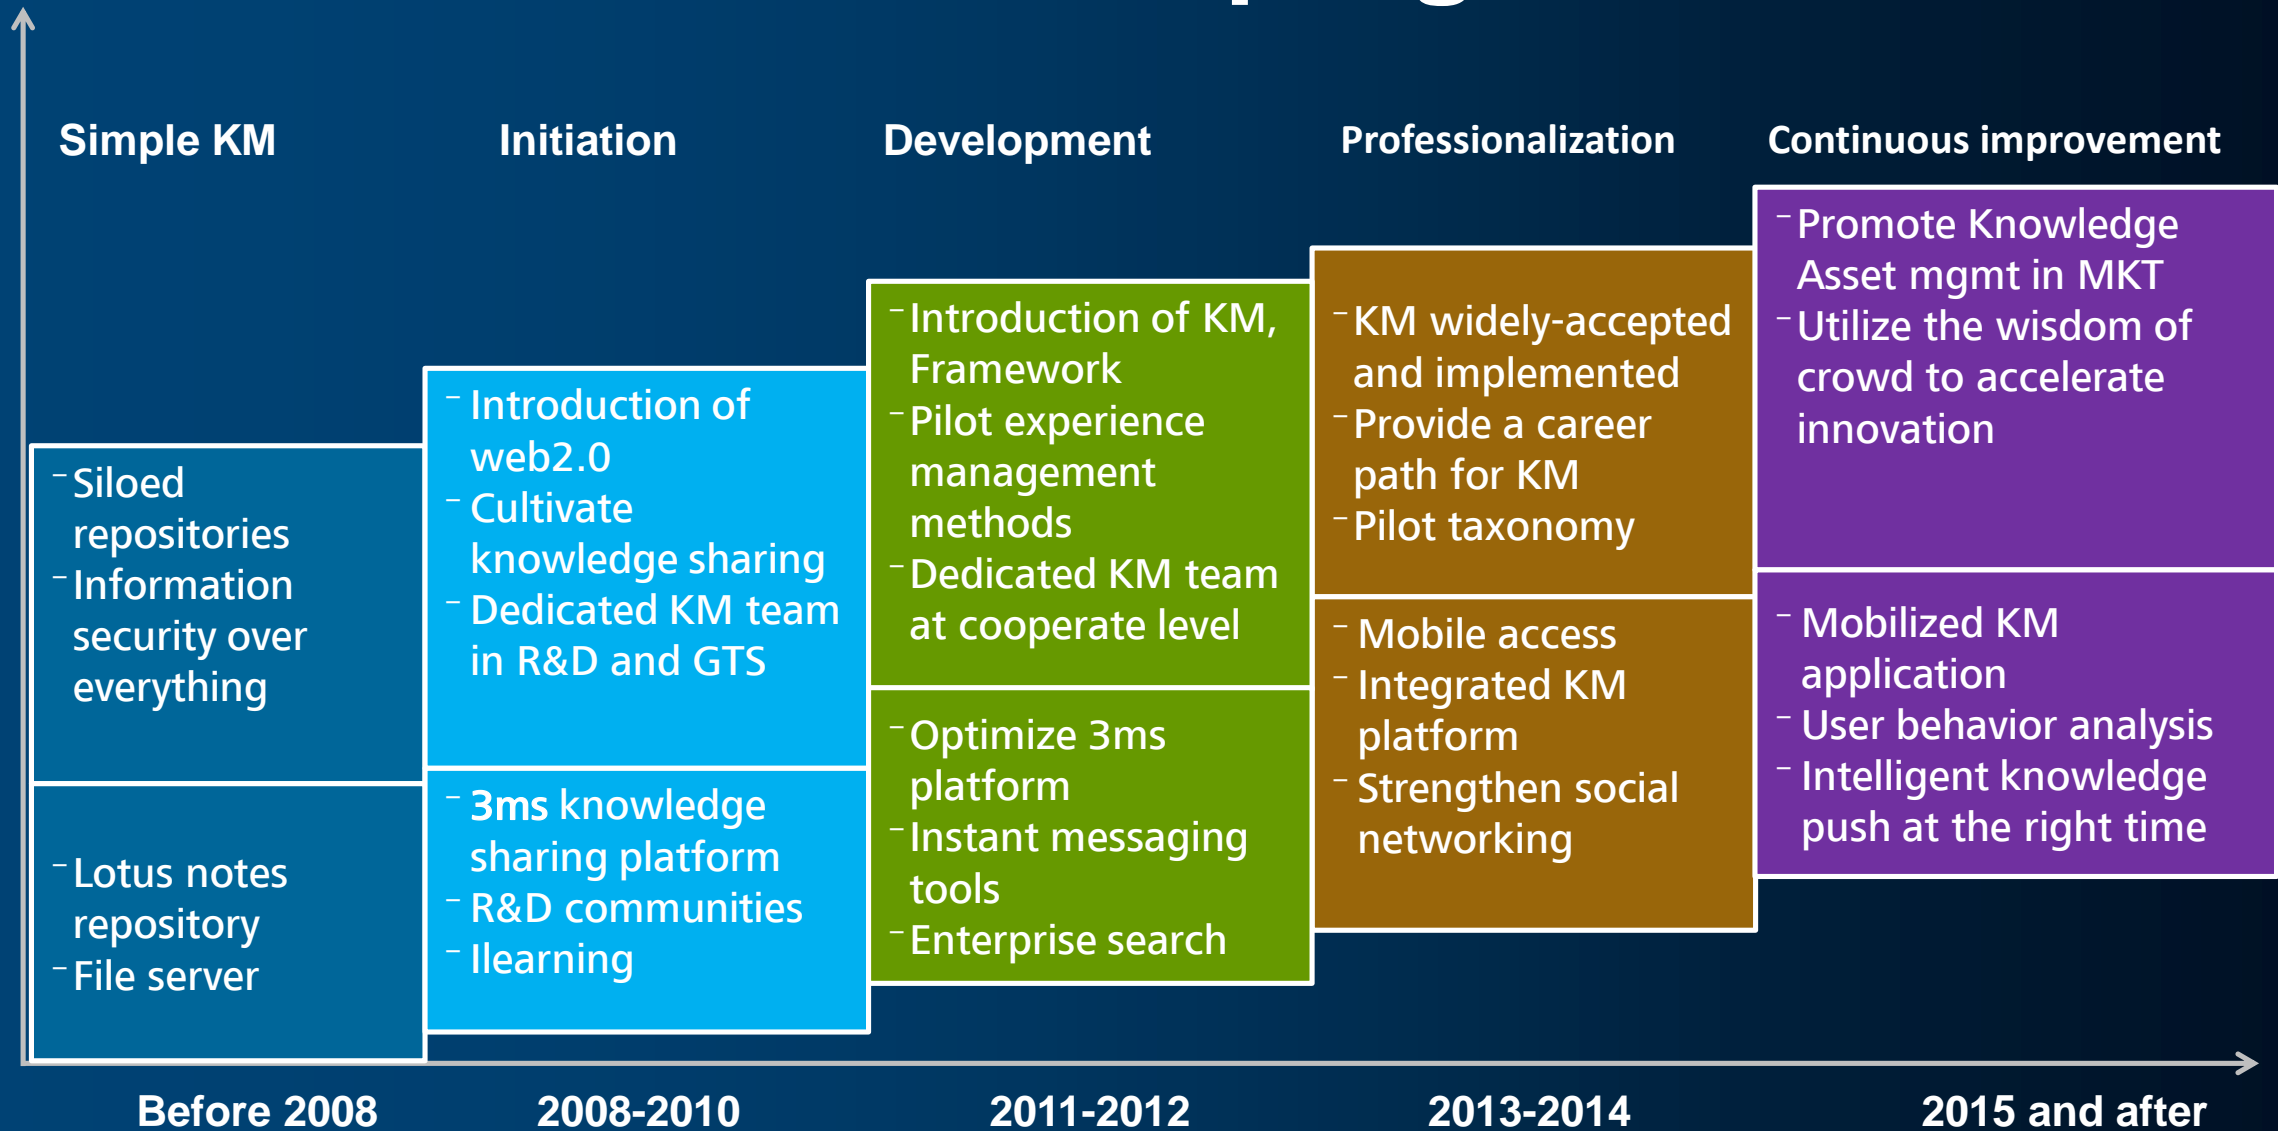 Simple KM
Initiation
Development
Professionalization
Continuous improvement
– Siloed
repositories
– Information
security over
everything
– Lotus notes
repository
– File server
– Introduction of
web2.0
– Cultivate
knowledge sharing
– Dedicated KM team
in R&D and GTS
– 3ms knowledge
sharing platform
– R&D communities
– Ilearning
– Introduction of KM,
Framework
– Pilot experience
management
methods
– Dedicated KM team
at cooperate level
– Optimize 3ms
platform
– Instant messaging
tools
– Enterprise search
– KM widely-accepted
and implemented
– Provide a career
path for KM
– Pilot taxonomy
– Mobile access
– Integrated KM
platform
– Strengthen social
networking
– Promote Knowledge
Asset mgmt in MKT
– Utilize the wisdom of
crowd to accelerate
innovation
– Mobilized KM
application
– User behavior analysis
– Intelligent knowledge
push at the right time
Before 2008
2008-2010
2011-2012
2013-2014
2015 and after